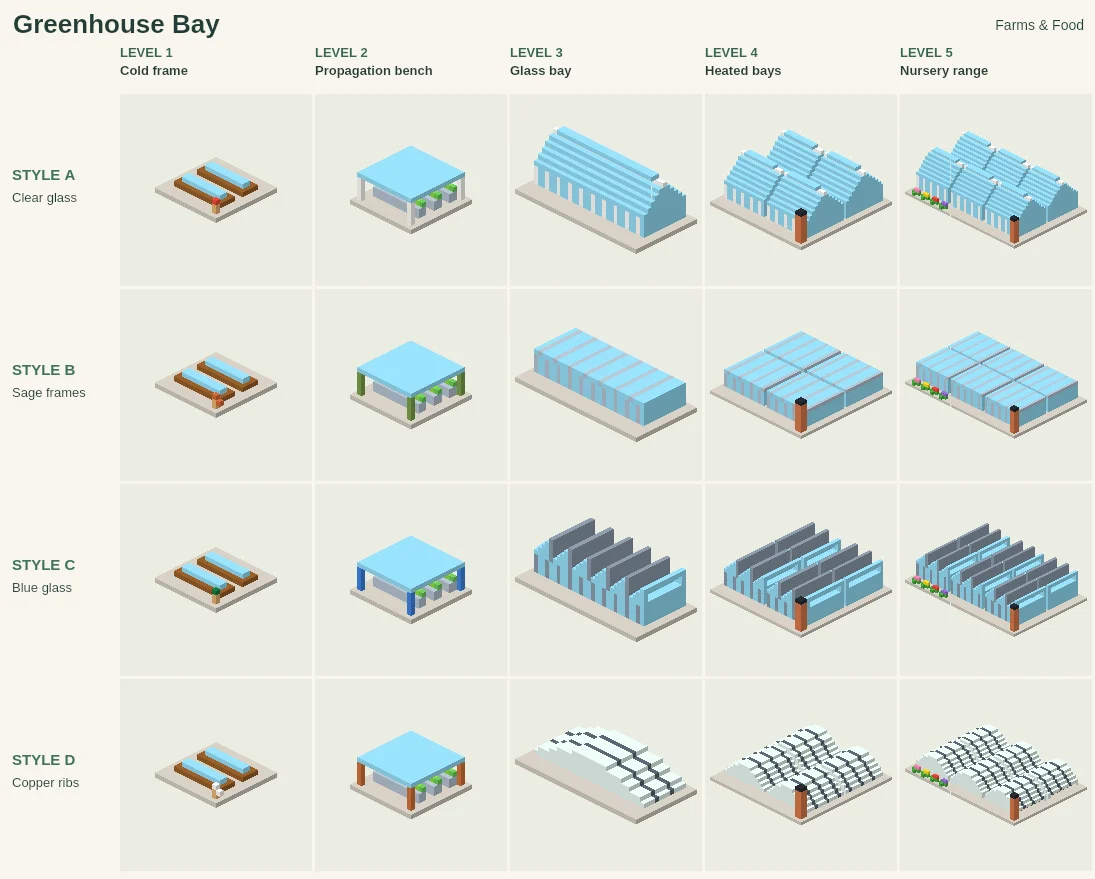 Greenhouse Bay
Farms & Food
LEVEL 1
Cold frame
LEVEL 2
Propagation bench
LEVEL 3
Glass bay
LEVEL 4
Heated bays
LEVEL 5
Nursery range
STYLE A
Clear glass
STYLE B
Sage frames
STYLE C
Blue glass
STYLE D
Copper ribs